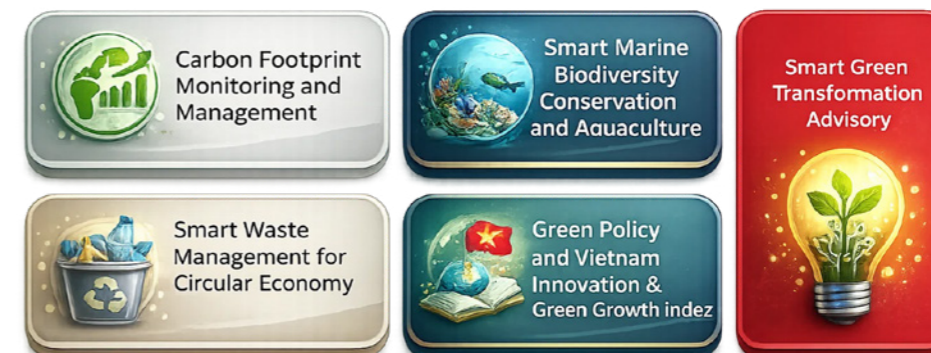 Carbon Footprint
Monitoring and
Management
Smart Marine
Biodiversity
Conservation
and Aquaculture
Smart Green
Transformation
Advisory
Smart Waste
Management for
Circular Economy
Green Policy
and Vietnam
Innovation &
Green Growth indez